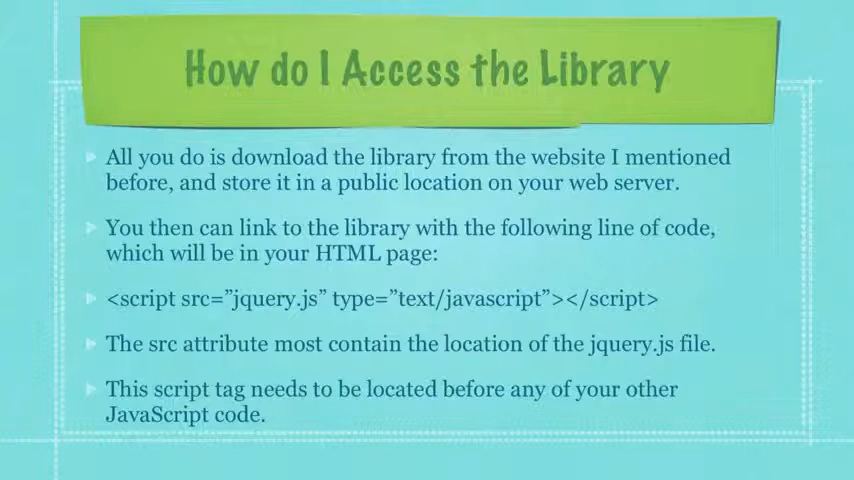 How do I Access the Library
All you do is download the library from the website I mentioned
before, and store it in a public location on your web server.
You then can link to the library with the following line of code,
which will be in your HTML page:
<script src=”jquery.js” type=”text/javascript”></script>
The src attribute most contain the location of the jquery.js file.
This script tag needs to be located before any of your other
JavaScript code.